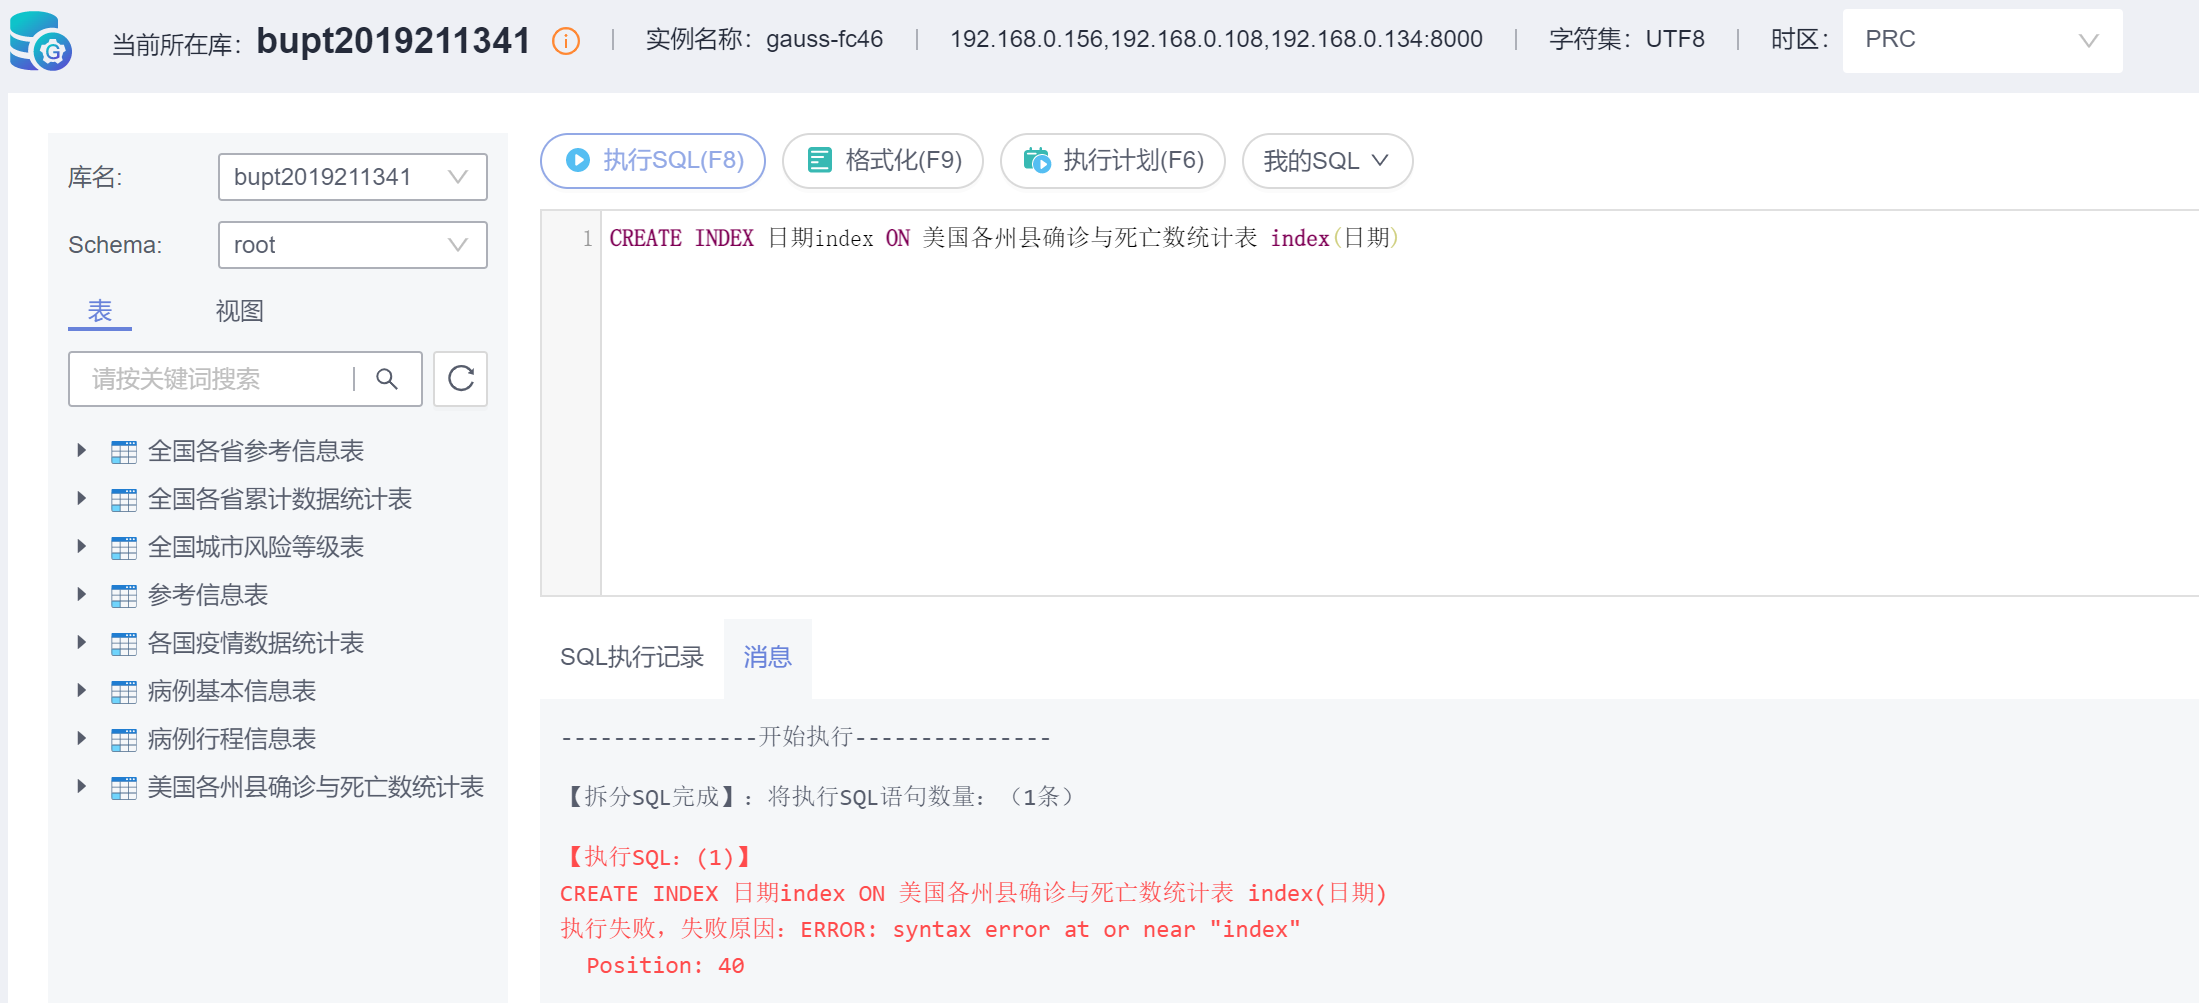 当前所在库：bupt2019211341 | 实例名称：gauss-fc46 | 192.168.0.156,192.168.0.108,192.168.0.134:8000 | 字符集：UTF8 | 时区： PRC
库名: bupt2019211341
Schema: root
表 视图
请按关键词搜索
全国各省参考信息表
全国各省累计数据统计表
全国城市风险等级表
参考信息表
各国疫情数据统计表
病例基本信息表
病例行程信息表
美国各州县确诊与死亡数统计表
执行SQL(F8) 格式化(F9) 执行计划(F6) 我的SQL
1 CREATE INDEX 日期index ON 美国各州县确诊与死亡数统计表 index(日期)
SQL执行记录 消息
---------------开始执行---------------
【拆分SQL完成】：将执行SQL语句数量：（1条）
【执行SQL：(1)】
CREATE INDEX 日期index ON 美国各州县确诊与死亡数统计表 index(日期)
执行失败，失败原因：ERROR: syntax error at or near "index"
Position: 40